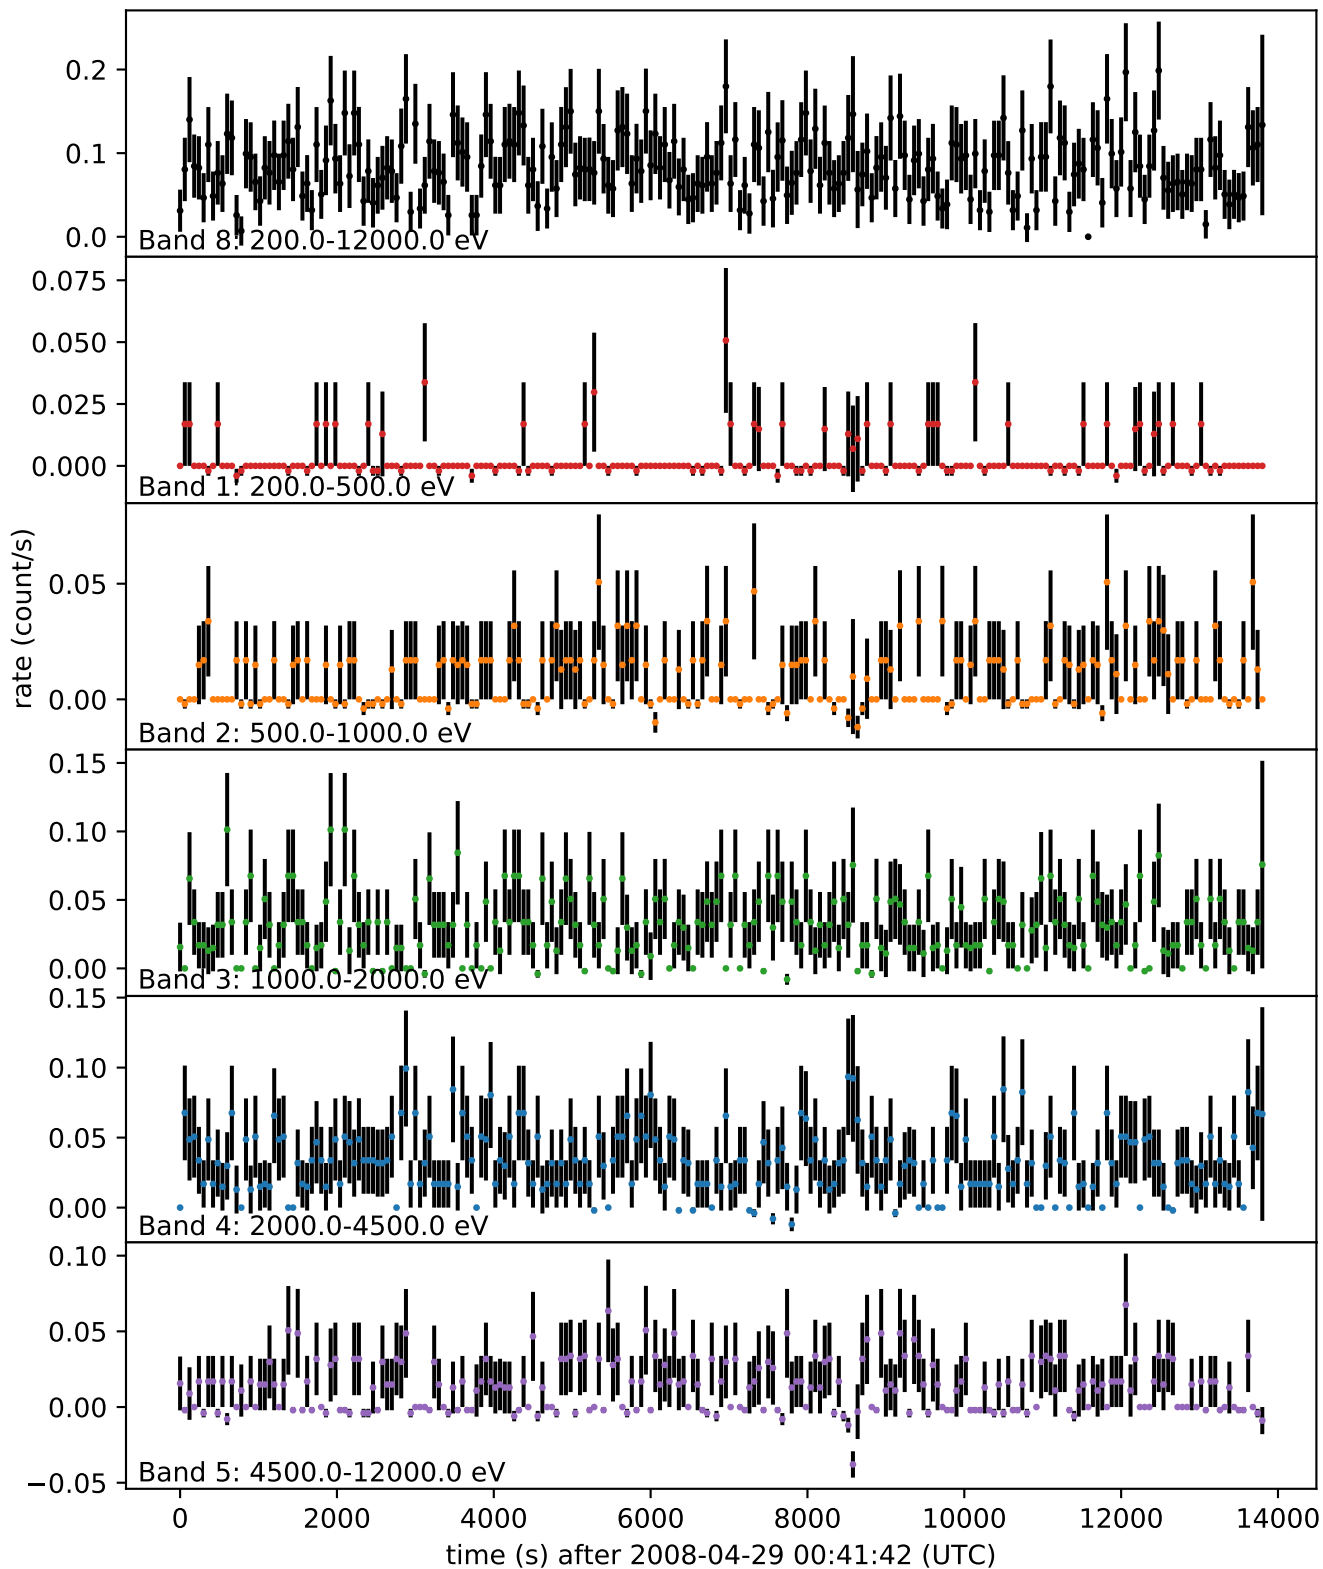 0.2
0.1
0.0
Band 8: 200.0-12000.0 eV
0.075
0.050
0.025
0.000
Band 1: 200.0-500.0 eV
rate (count/s)
0.05
0.00
Band 2: 500.0-1000.0 eV
0.15
0.10
0.05
0.00
Band 3: 1000.0-2000.0 eV
0.15
0.10
0.05
0.00
Band 4: 2000.0-4500.0 eV
0.10
0.05
0.00
−0.05
Band 5: 4500.0-12000.0 eV
0 2000 4000 6000 8000 10000 12000 14000
time (s) after 2008-04-29 00:41:42 (UTC)